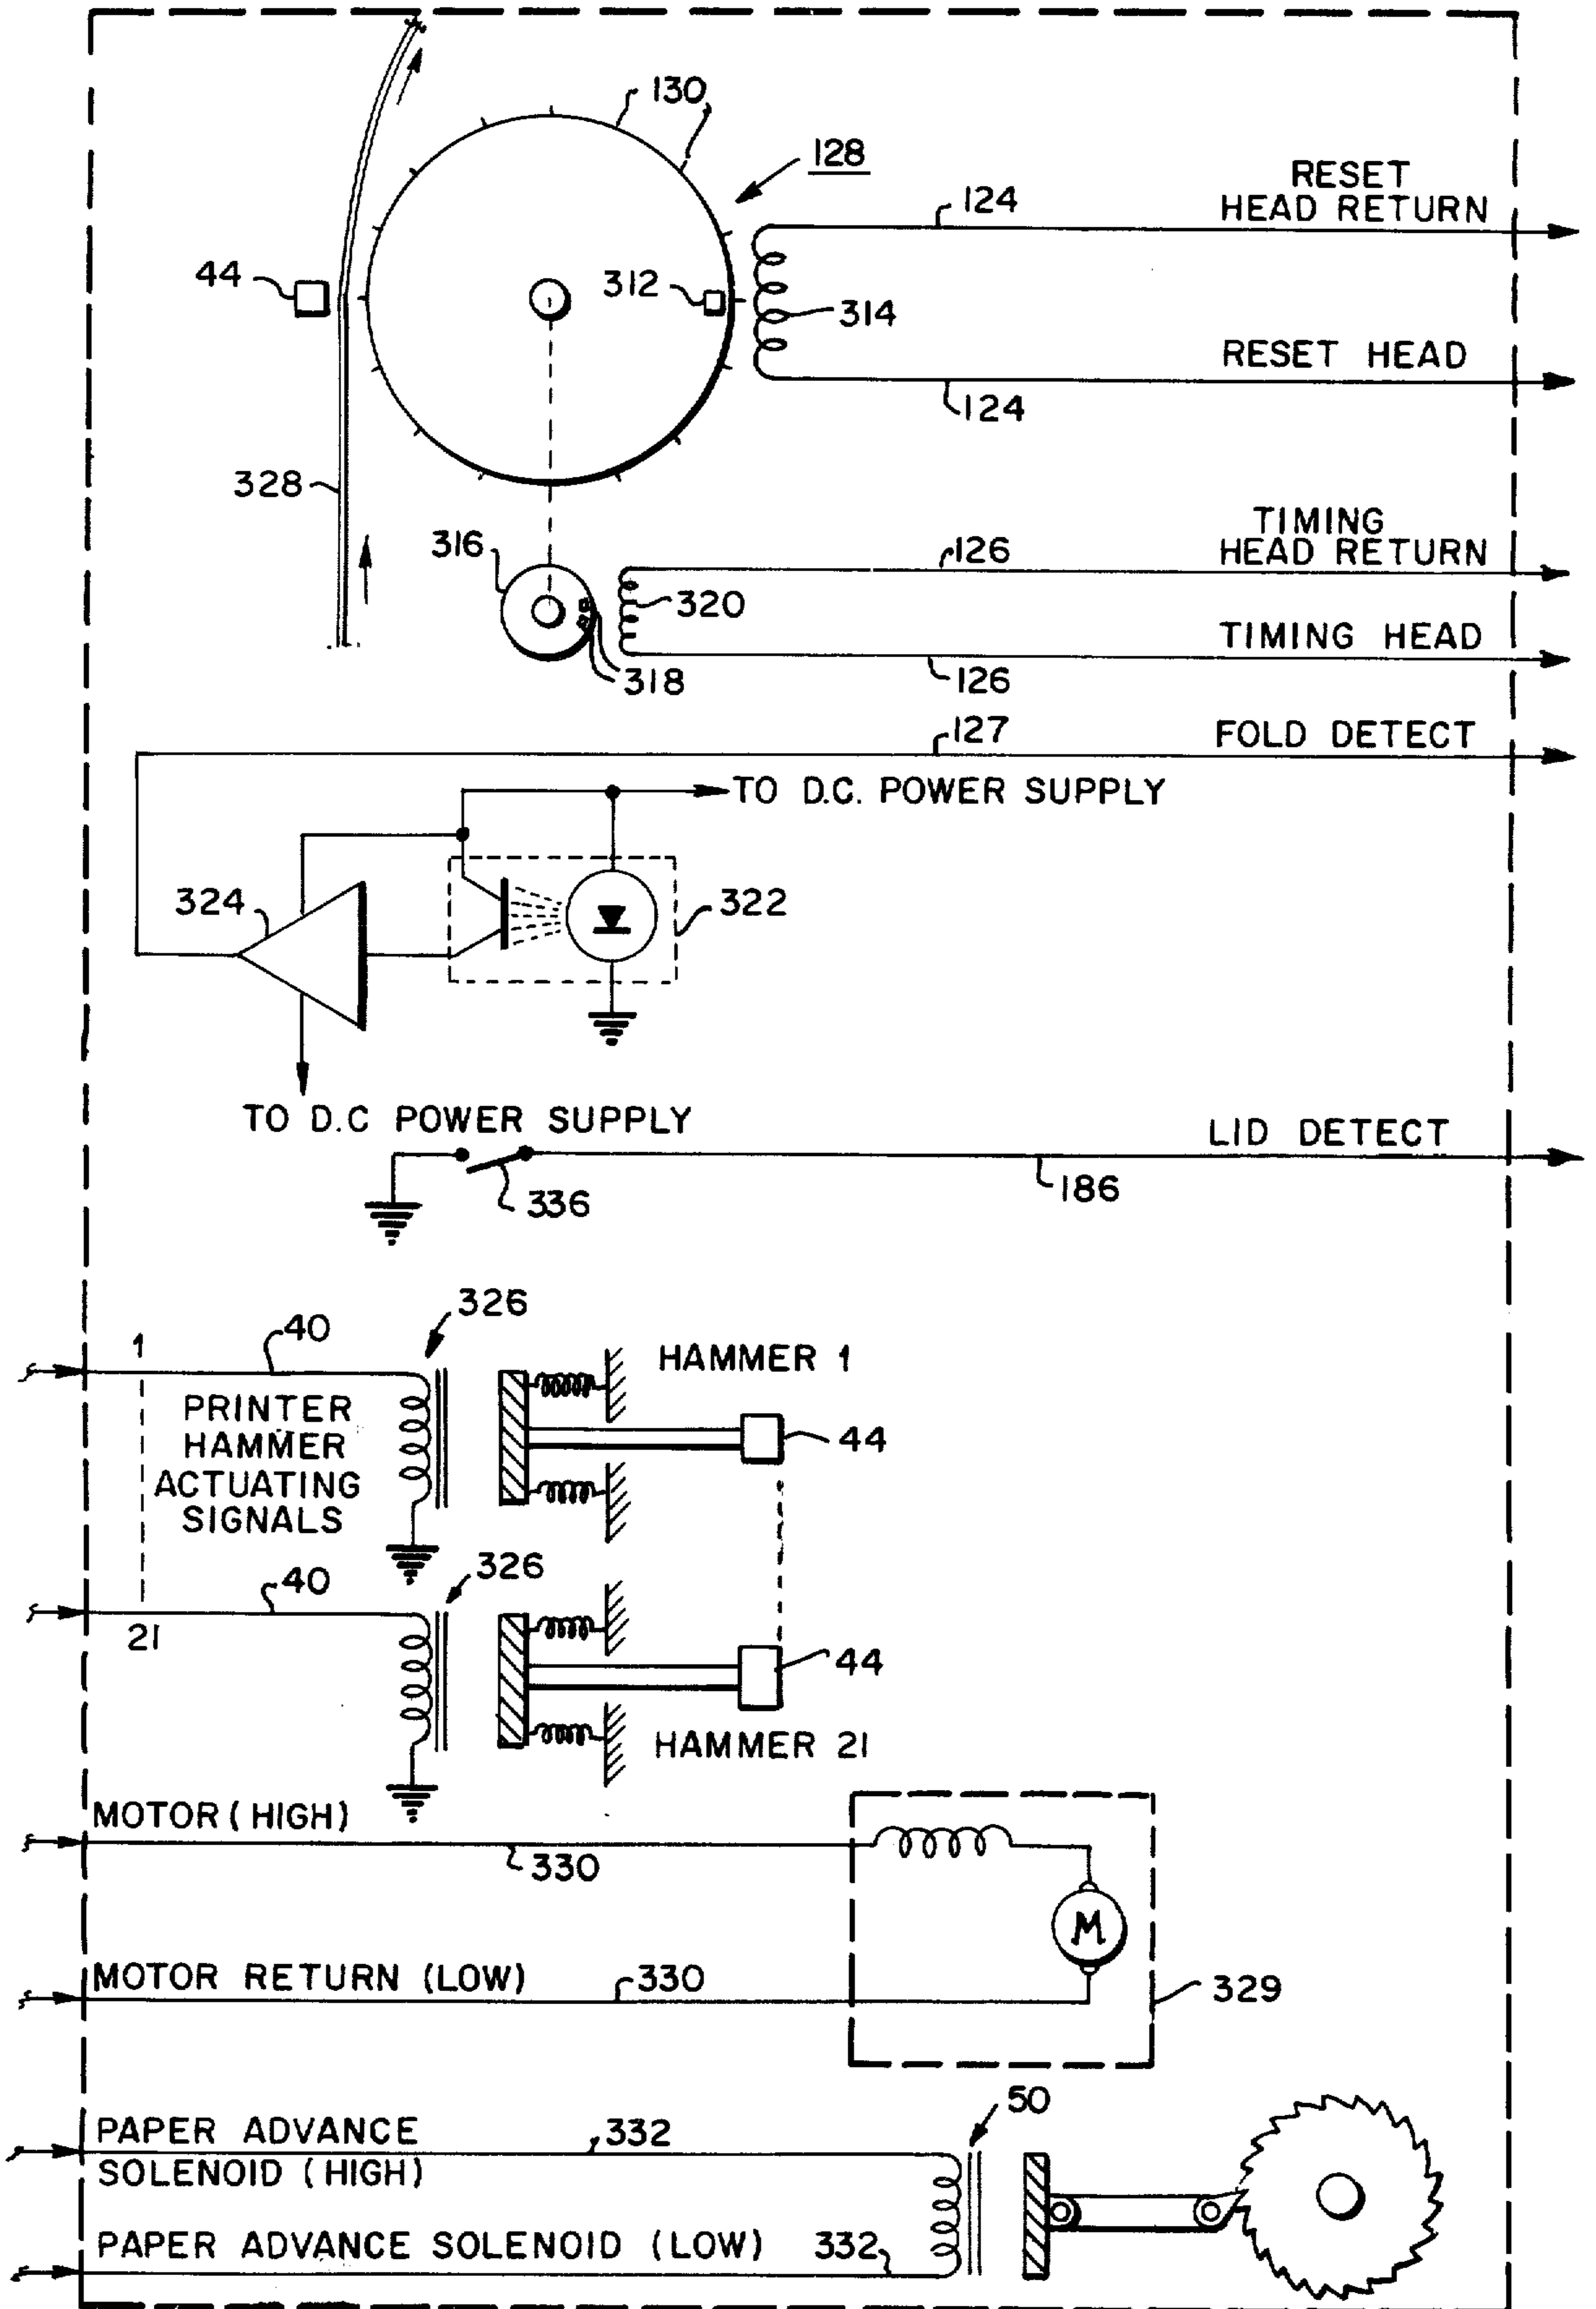 130
128
RESET
HEAD RETURN
124
44
312
314
RESET HEAD
124
328
TIMING
HEAD RETURN
316
126
320
TIMING HEAD
318
126
127
FOLD DETECT
TO D.C. POWER SUPPLY
324
322
TO D.C POWER SUPPLY
LID DETECT
336
186
326
1
40
HAMMER 1
PRINTER
HAMMER
ACTUATING
SIGNALS
44
326
40
21
44
HAMMER 21
MOTOR (HIGH)
330
M
MOTOR RETURN (LOW)
330
329
50
PAPER ADVANCE
332
SOLENOID (HIGH)
PAPER ADVANCE SOLENOID (LOW)
332